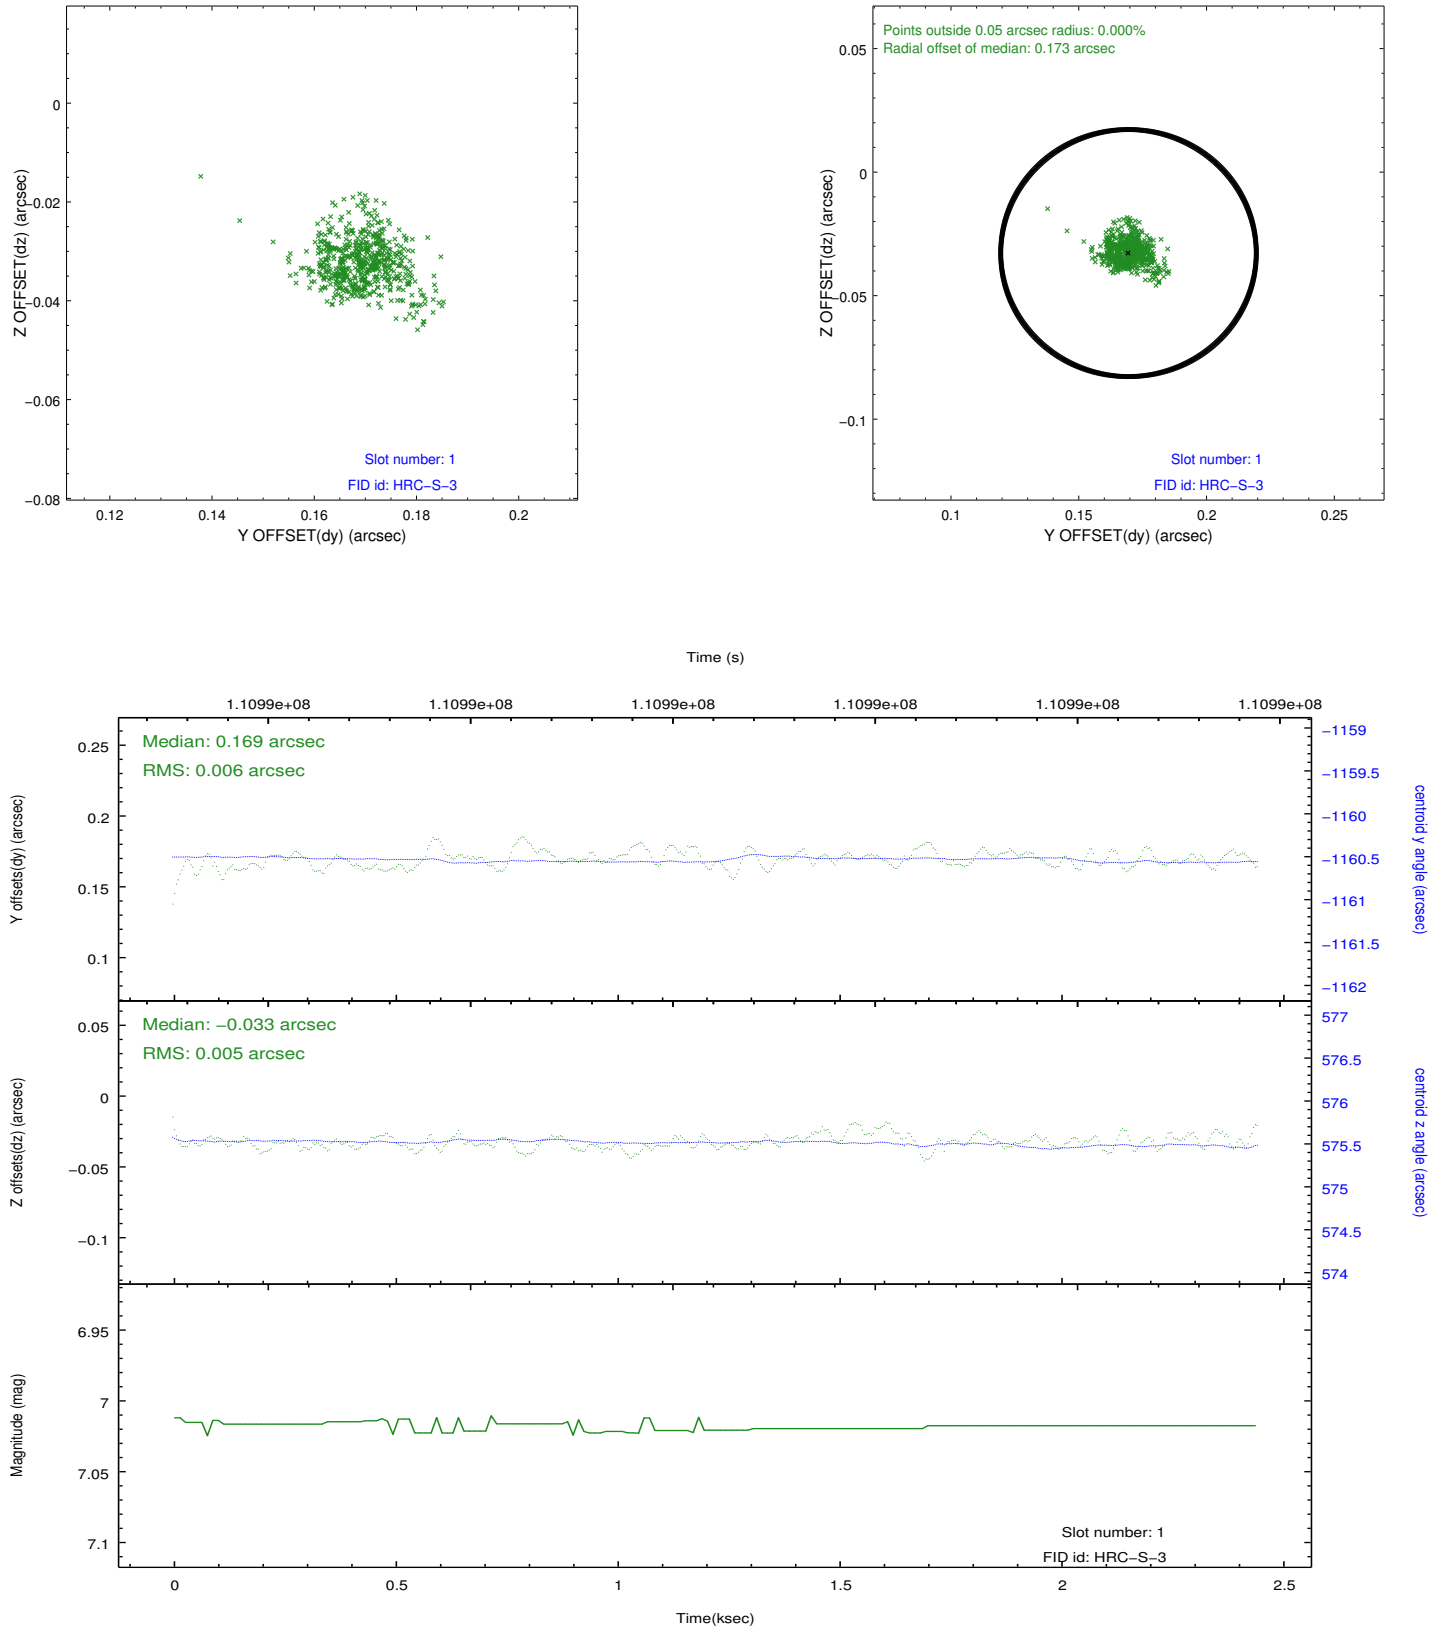 0
−0.02
−0.04
−0.06
−0.08
Z OFFSET(dz) (arcsec)
0.12 0.14 0.16 0.18 0.2
Y OFFSET(dy) (arcsec)
Slot number: 1
FID id: HRC−S−3
Points outside 0.05 arcsec radius: 0.000%
Radial offset of median: 0.173 arcsec
0.05
0
−0.05
−0.1
Z OFFSET(dz) (arcsec)
0.1 0.15 0.2 0.25
Y OFFSET(dy) (arcsec)
Slot number: 1
FID id: HRC−S−3
Time (s)
1.1099e+08 1.1099e+08 1.1099e+08 1.1099e+08 1.1099e+08 1.1099e+08
Median: 0.169 arcsec
RMS: 0.006 arcsec
0.25
0.2
0.15
0.1
Y offsets(dy) (arcsec)
−1159
−1159.5
−1160
−1160.5
−1161
−1161.5
−1162
centroid y angle (arcsec)
Median: −0.033 arcsec
RMS: 0.005 arcsec
0.05
0
−0.05
−0.1
Z offsets(dz) (arcsec)
577
576.5
576
575.5
575
574.5
574
centroid z angle (arcsec)
6.95
7
7.05
7.1
Magnitude (mag)
Slot number: 1
FID id: HRC−S−3
0 0.5 1 1.5 2 2.5
Time(ksec)